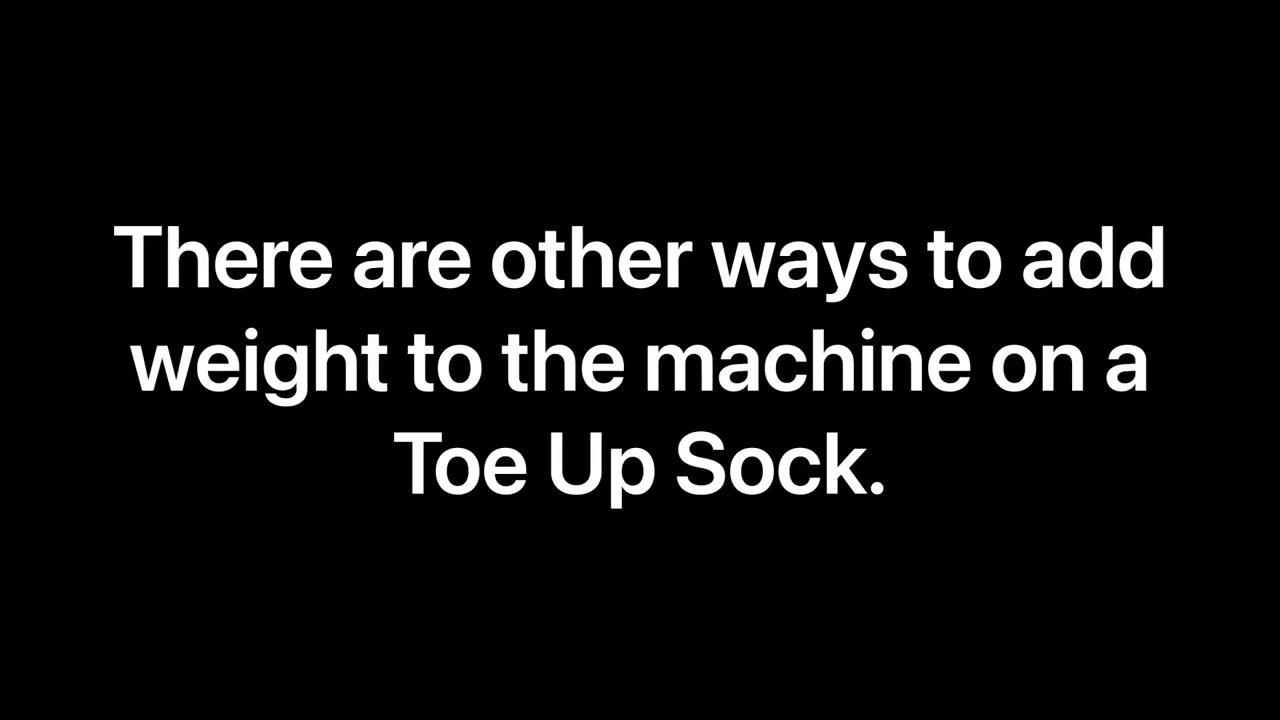 There are other ways to add
weight to the machine on a
Toe Up Sock.